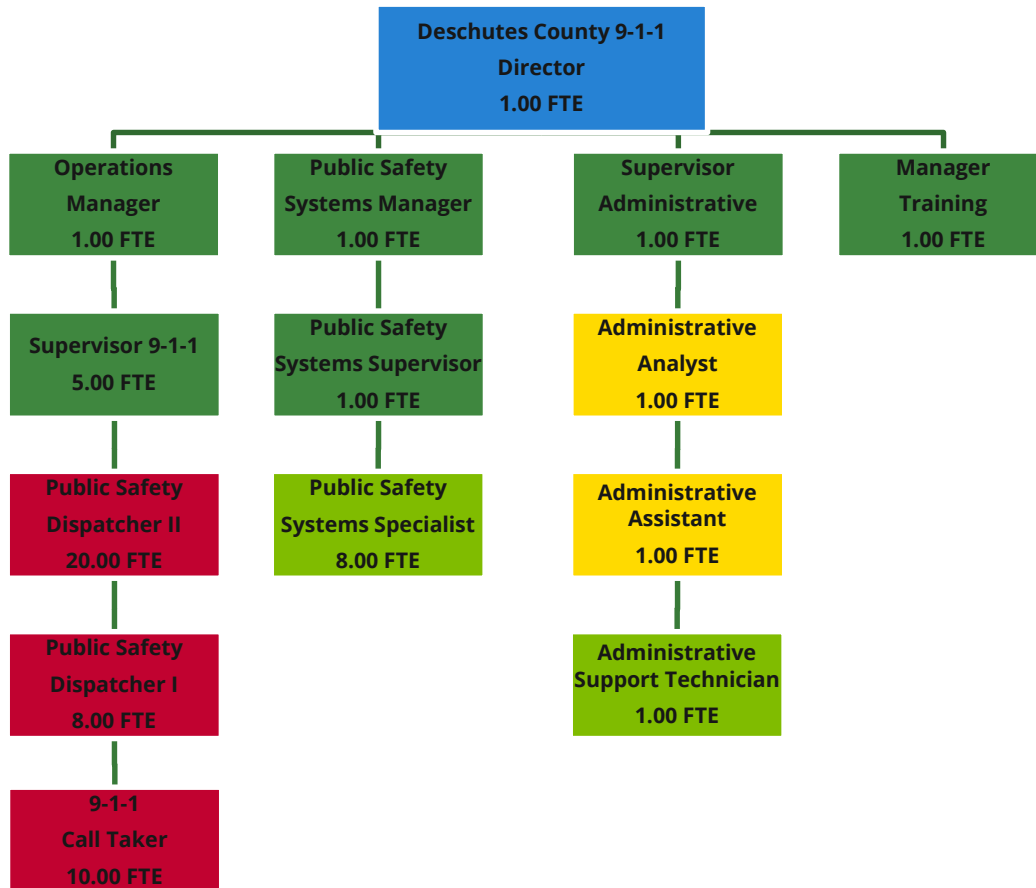 Deschutes County 9-1-1
Director
1.00 FTE
Operations
Manager
1.00 FTE
Public Safety
Systems Manager
1.00 FTE
Supervisor
Administrative
1.00 FTE
Manager
Training
1.00 FTE
Supervisor 9-1-1
5.00 FTE
Public Safety
Systems Supervisor
1.00 FTE
Administrative
Analyst
1.00 FTE
Public Safety
Dispatcher II
20.00 FTE
Public Safety
Systems Specialist
8.00 FTE
Administrative
Assistant
1.00 FTE
Public Safety
Dispatcher I
8.00 FTE
Administrative
Support Technician
1.00 FTE
9-1-1
Call Taker
10.00 FTE